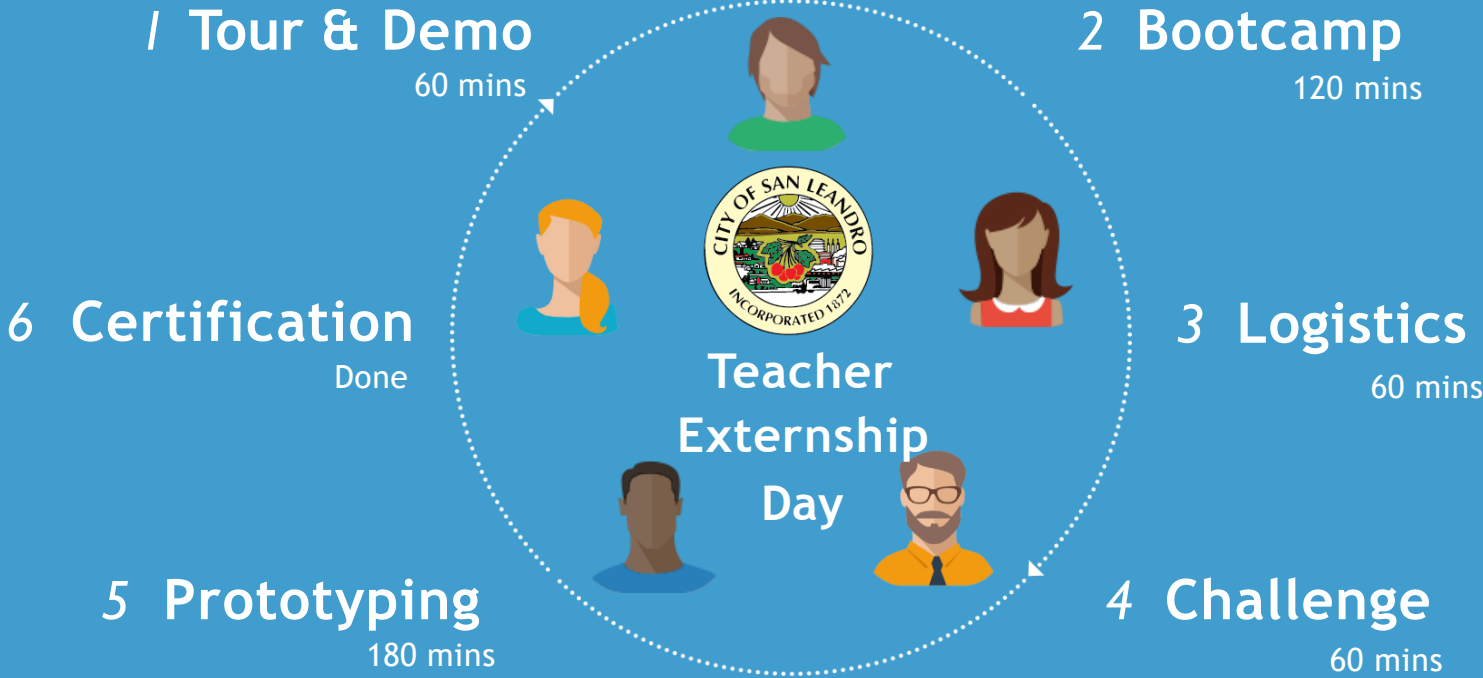 1 Tour & Demo
60 mins
2 Bootcamp
120 mins
CITY OF SAN LEANDRO
INCORPORATED 1872
Teacher
Externship
Day
3 Logistics
60 mins
4 Challenge
60 mins
5 Prototyping
180 mins
6 Certification
Done